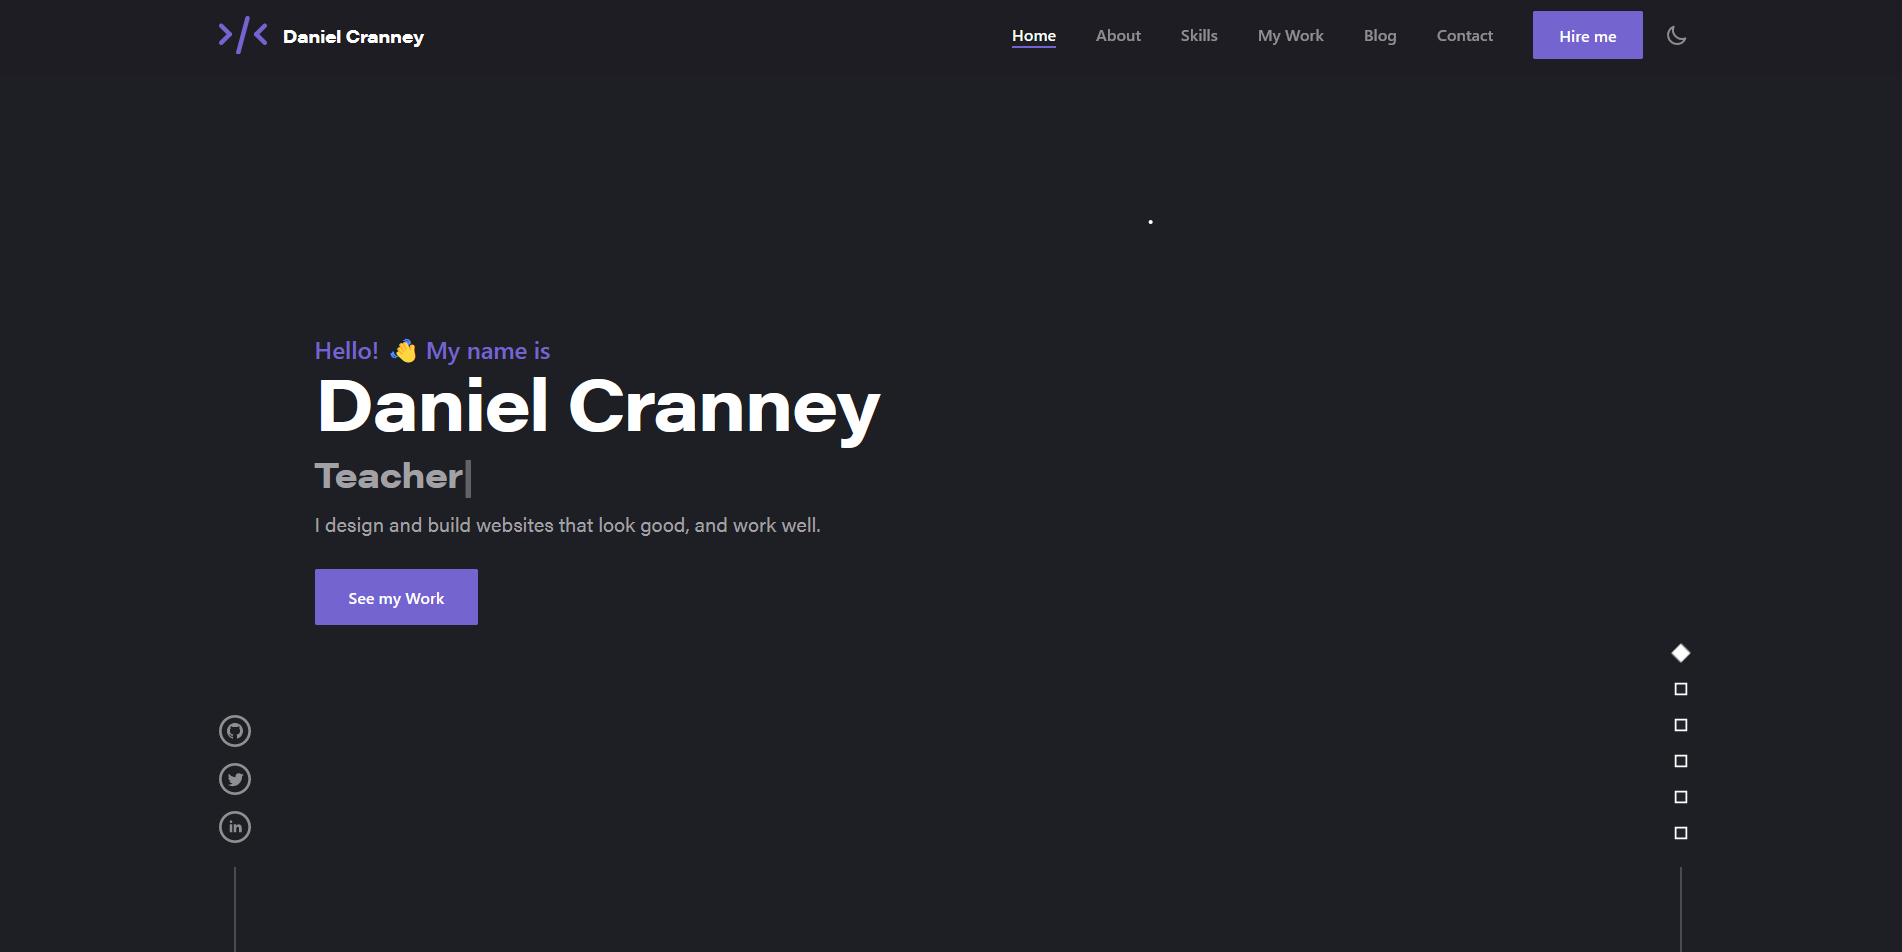 Daniel Cranney
Home About Skills My Work Blog Contact Hire me
Hello! 👋 My name is
Daniel Cranney
Teacher|
I design and build websites that look good, and work well.
See my Work
in